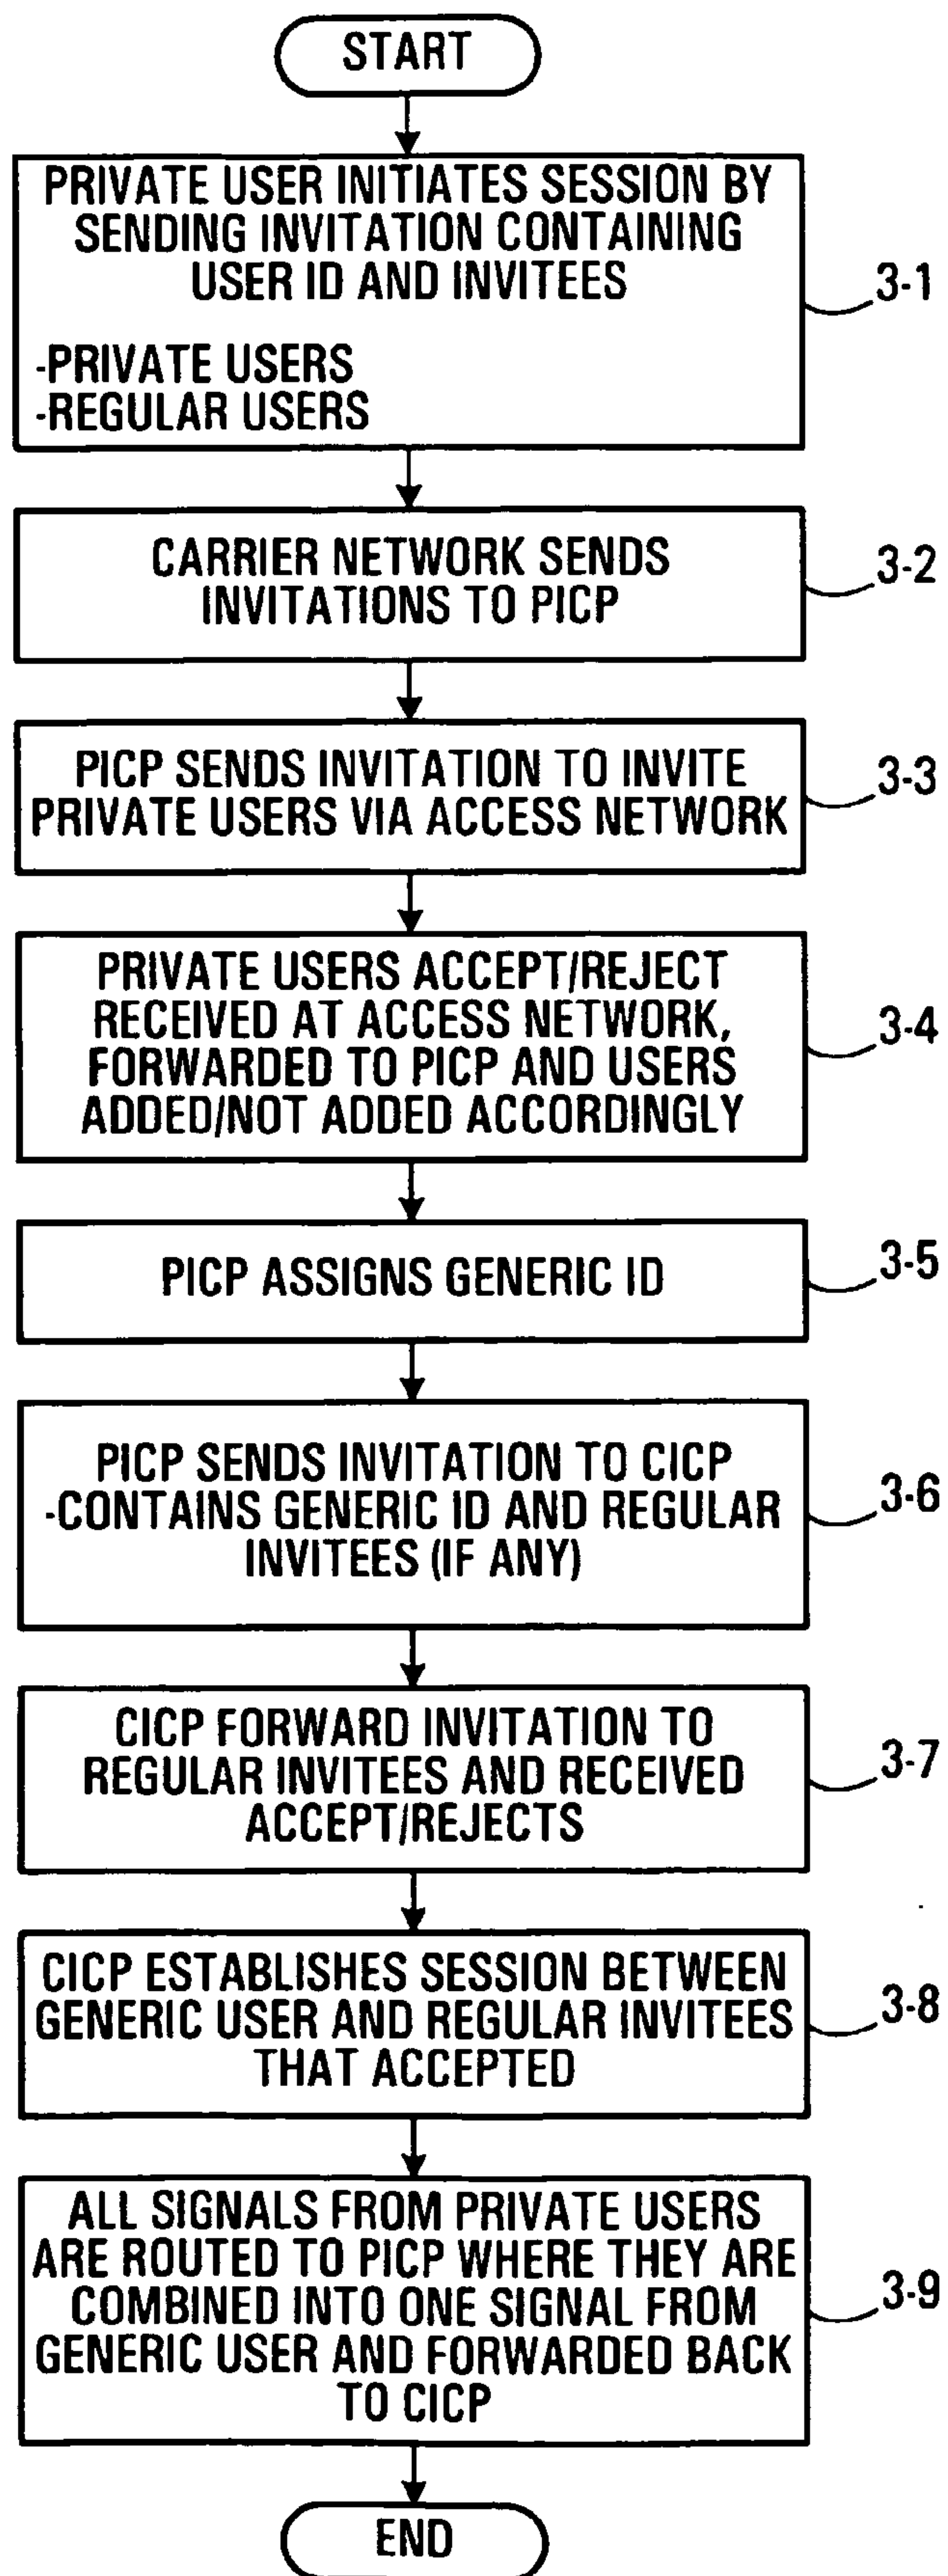 START
PRIVATE USER INITIATES SESSION BY
SENDING INVITATION CONTAINING
USER ID AND INVITEES
-PRIVATE USERS
-REGULAR USERS
3-1
CARRIER NETWORK SENDS
INVITATIONS TO PICP
3-2
PICP SENDS INVITATION TO INVITE
PRIVATE USERS VIA ACCESS NETWORK
3-3
PRIVATE USERS ACCEPT/REJECT
RECEIVED AT ACCESS NETWORK,
FORWARDED TO PICP AND USERS
ADDED/NOT ADDED ACCORDINGLY
3-4
PICP ASSIGNS GENERIC ID
3-5
PICP SENDS INVITATION TO CICP
-CONTAINS GENERIC ID AND REGULAR
INVITEES (IF ANY)
3-6
CICP FORWARD INVITATION TO
REGULAR INVITEES AND RECEIVED
ACCEPT/REJECTS
3-7
CICP ESTABLISHES SESSION BETWEEN
GENERIC USER AND REGULAR INVITEES
THAT ACCEPTED
3-8
ALL SIGNALS FROM PRIVATE USERS
ARE ROUTED TO PICP WHERE THEY ARE
COMBINED INTO ONE SIGNAL FROM
GENERIC USER AND FORWARDED BACK
TO CICP
3-9
END